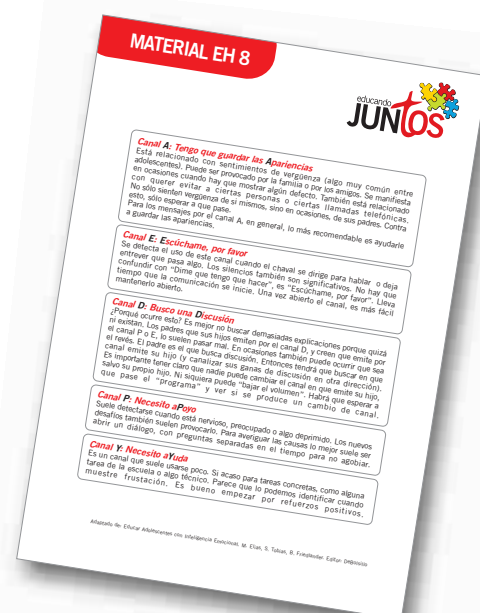 MATERIAL EH 8
educando
JUNtOS
Canal A: Tengo que guardar las Apariencias
Está relacionado con sentimientos de vergüenza (algo muy común entre
adolescentes). Puede ser provocado por la familia o por los amigos. Se manifiesta
en ocasiones cuando hay que mostrar algún defecto. También está relacionado
con querer evitar a ciertas personas o ciertas llamadas telefónicas.
No sólo sienten vergüenza de si mismos, sino en ocasiones, de sus padres. Contra
esto, sólo esperar a que pase.
Para los mensajes por el canal A, en general, lo más recomendable es ayudarle
a guardar las apariencias.
Canal E: Escúchame, por favor
Se detecta el uso de este canal cuando el chaval se dirige para hablar o deja
entrever que pasa algo. Los silencios también son significativos. No hay que
confundir con "Dime que tengo que hacer", es "Escúchame, por favor". Lleva
tiempo que la comunicación se inicie. Una vez abierto el canal, es más fácil
mantenerlo abierto.
Canal D: Busco una Discusión
¿Porqué ocurre esto? Es mejor no buscar demasiadas explicaciones porque quizá
ni existan. Los padres que sus hijos emiten por el canal D, y creen que emite por
el canal P o E, lo suelen pasar mal. En ocasiones también puede ocurrir que sea
el revés. El padre es el que busca discusión. Entonces tendrá que buscar en que
canal emite su hijo (y canalizar sus ganas de discusión en otra dirección).
Es importante tener claro que nadie puede cambiar el canal en que emite su hijo,
salvo su propio hijo. Ni siquiera puede "bajar el volumen". Habrá que esperar a
que pase el "programa" y ver si se produce un cambio de canal.
Canal P: Necesito aPoyo
Suele detectarse cuando está nervioso, preocupado o algo deprimido. Los nuevos
desafíos también suelen provocarlo. Para averiguar las causas lo mejor suele ser
abrir un diálogo, con preguntas separadas en el tiempo para no agobiar.
Canal Y: Necesito aYuda
Es un canal que suele usarse poco. Si acaso para tareas concretas, como alguna
tarea de la escuela o algo técnico. Parece que lo podemos identificar cuando
muestre frustación. Es bueno empezar por refuerzos positivos.
Adaptado de: Educar Adolescentes con Inteligencia Emocional. M. Elias, S. Tobias, B. Friedlander. Editor: DeBolsillo